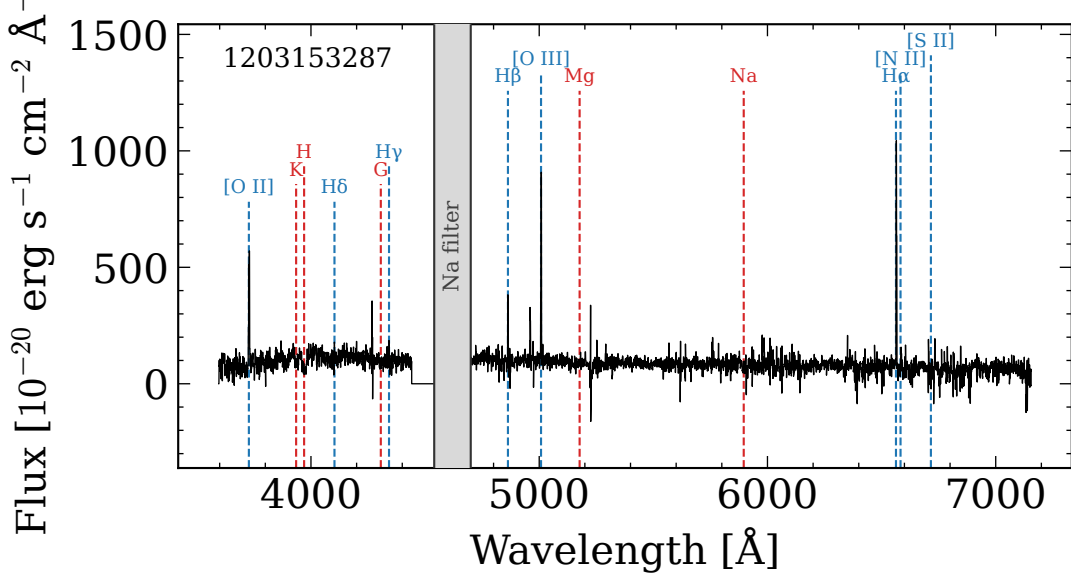 1203153287
[O II]
K
H
Hδ
G
Hγ
Na filter
Hβ
[O III]
Mg
Na
[N II]
Hα
[S II]
1500
1000
500
0
4000 5000 6000 7000
Wavelength [Å]
Flux [10⁻²⁰ erg s⁻¹ cm⁻² Å⁻